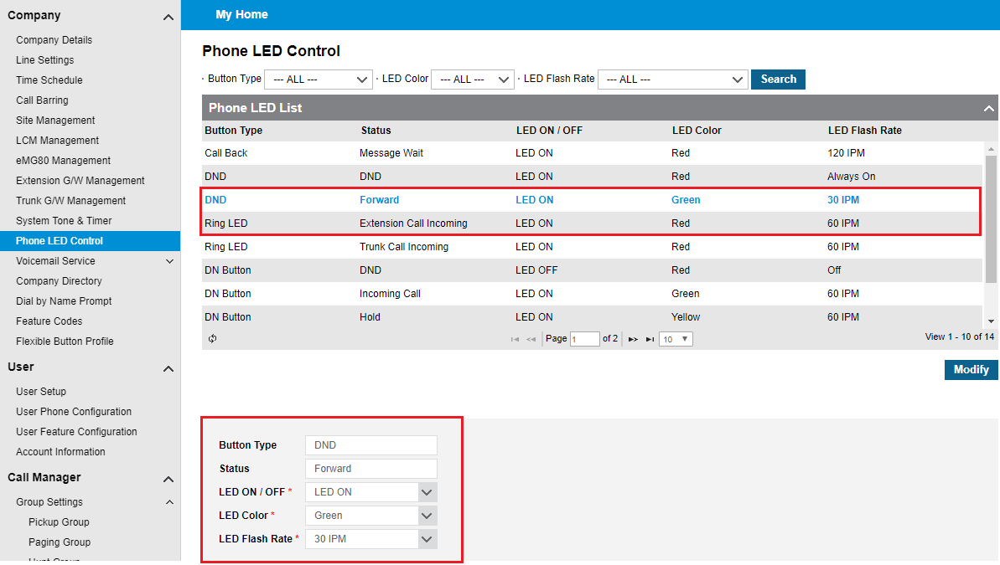 Company
Company Details
Line Settings
Time Schedule
Call Barring
Site Management
LCM Management
eMG80 Management
Extension G/W Management
Trunk G/W Management
System Tone & Timer
Phone LED Control
Voicemail Service
Company Directory
Dial by Name Prompt
Feature Codes
Flexible Button Profile
User
User Setup
User Phone Configuration
User Feature Configuration
Account Information
Call Manager
Group Settings
Pickup Group
Paging Group
Hunt Group
My Home
Phone LED Control
· Button Type --- ALL --- · LED Color --- ALL --- · LED Flash Rate --- ALL --- Search
Phone LED List
Button Type Status LED ON / OFF LED Color LED Flash Rate
Call Back Message Wait LED ON Red 120 IPM
DND DND LED ON Red Always On
DND Forward LED ON Green 30 IPM
Ring LED Extension Call Incoming LED ON Red 60 IPM
Ring LED Trunk Call Incoming LED ON Red 60 IPM
DN Button DND LED OFF Red Off
DN Button Incoming Call LED ON Green 60 IPM
DN Button Hold LED ON Yellow 60 IPM
Page 1 of 2 10 View 1 - 10 of 14
Modify
Button Type DND
Status Forward
LED ON / OFF * LED ON
LED Color * Green
LED Flash Rate * 30 IPM